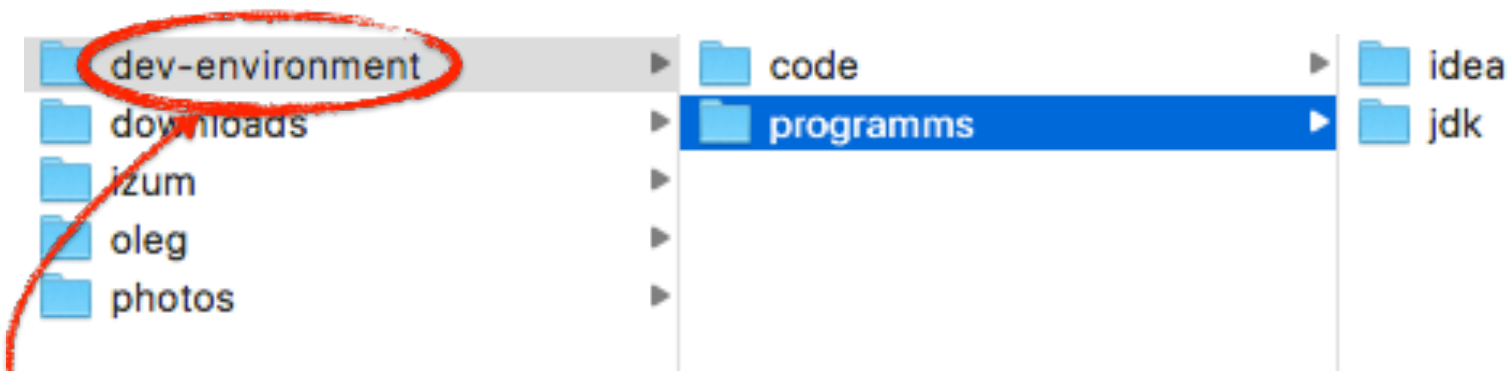 dev-environment
downloads
izum
oleg
photos
code
programms
idea
jdk